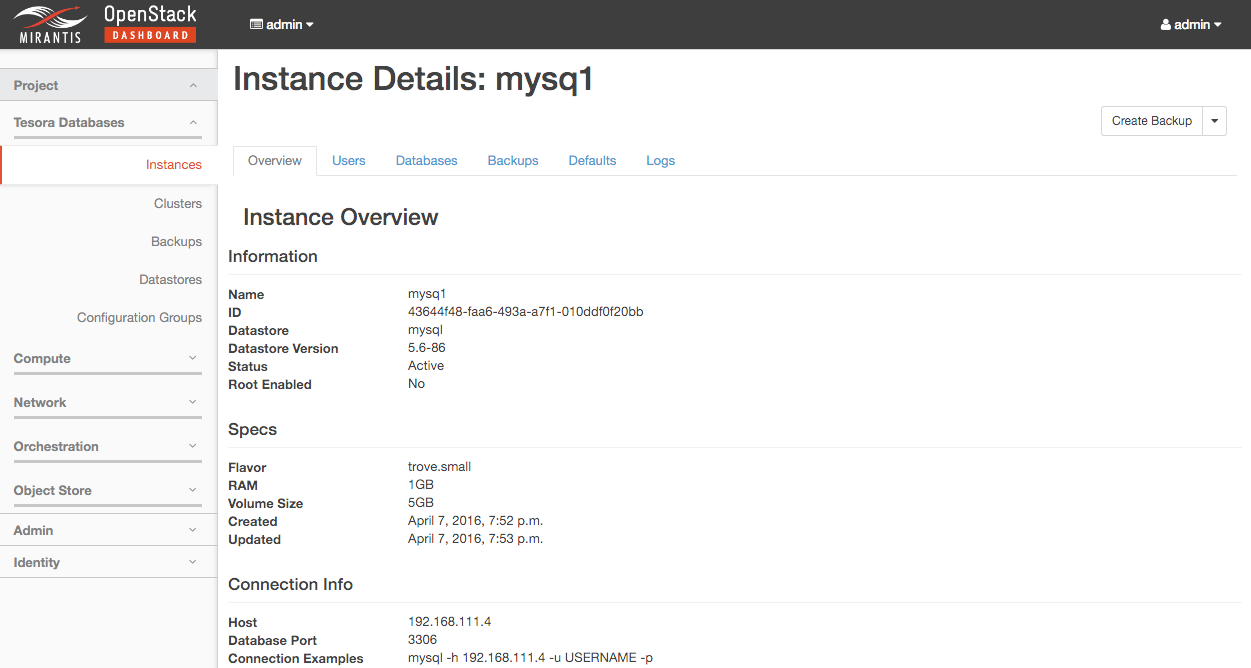 MIRANTIS
OpenStack
DASHBOARD
admin
admin
Project
Tesora Databases
Instances
Clusters
Backups
Datastores
Configuration Groups
Compute
Network
Orchestration
Object Store
Admin
Identity
Instance Details: mysq1
Create Backup
Overview Users Databases Backups Defaults Logs
Instance Overview
Information
Name mysq1
ID 43644f48-faa6-493a-a7f1-010ddf0f20bb
Datastore mysql
Datastore Version 5.6-86
Status Active
Root Enabled No
Specs
Flavor trove.small
RAM 1GB
Volume Size 5GB
Created April 7, 2016, 7:52 p.m.
Updated April 7, 2016, 7:53 p.m.
Connection Info
Host 192.168.111.4
Database Port 3306
Connection Examples mysql -h 192.168.111.4 -u USERNAME -p